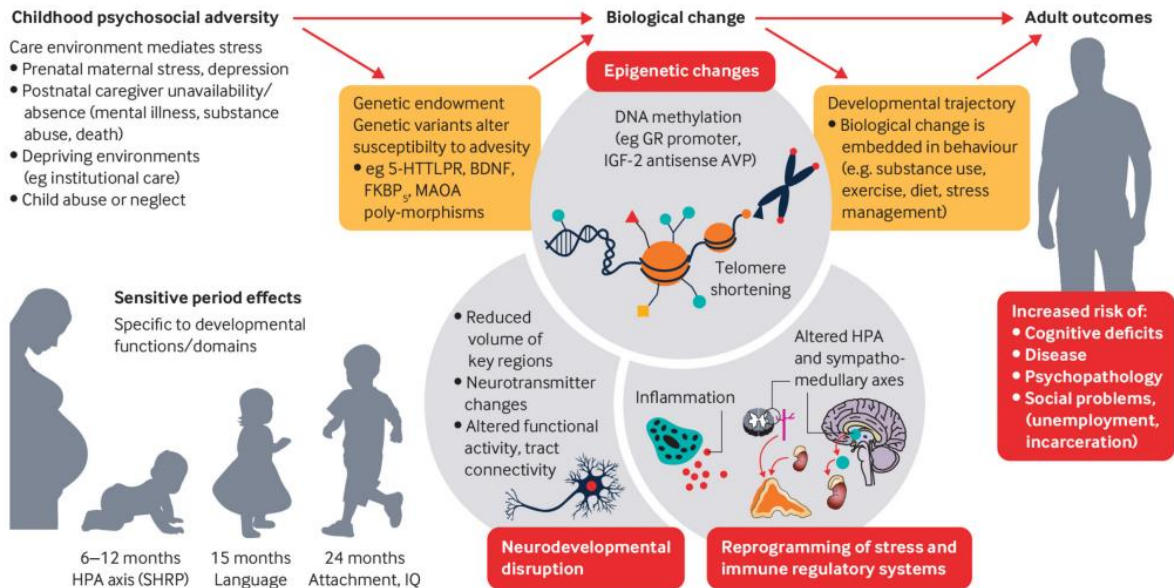 Childhood psychosocial adversity
Care environment mediates stress
• Prenatal maternal stress, depression
• Postnatal caregiver unavailability/
absence (mental illness, substance
abuse, death)
• Depriving environments
(eg institutional care)
• Child abuse or neglect
Genetic endowment
Genetic variants alter
susceptibilty to advesity
• eg 5-HTTLPR, BDNF,
FKBP5, MAOA
poly-morphisms
Biological change
Epigenetic changes
DNA methylation
(eg GR promoter,
IGF-2 antisense AVP)
Telomere
shortening
Developmental trajectory
• Biological change is
embedded in behaviour
(e.g. substance use,
exercise, diet, stress
management)
Adult outcomes
Increased risk of:
• Cognitive deficits
• Disease
• Psychopathology
• Social problems,
(unemployment,
incarceration)
Sensitive period effects
Specific to developmental
functions/domains
6–12 months
HPA axis (SHRP)
15 months
Language
24 months
Attachment, IQ
• Reduced
volume of
key regions
• Neurotransmitter
changes
• Altered functional
activity, tract
connectivity
Neurodevelopmental
disruption
Inflammation
Altered HPA
and sympatho-
medullary axes
Reprogramming of stress and
immune regulatory systems